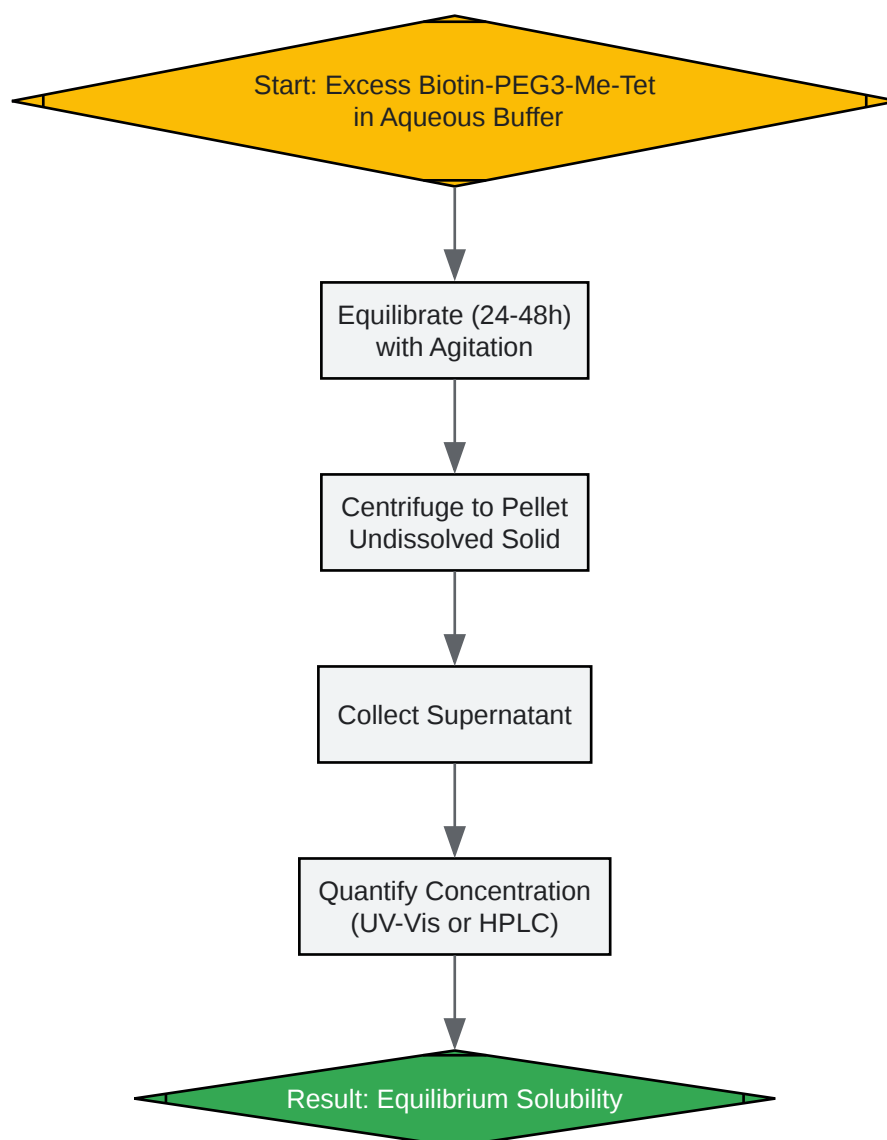 Start: Excess Biotin-PEG3-Me-Tet
in Aqueous Buffer
Equilibrate (24-48h)
with Agitation
Centrifuge to Pellet
Undissolved Solid
Collect Supernatant
Quantify Concentration
(UV-Vis or HPLC)
Result: Equilibrium Solubility